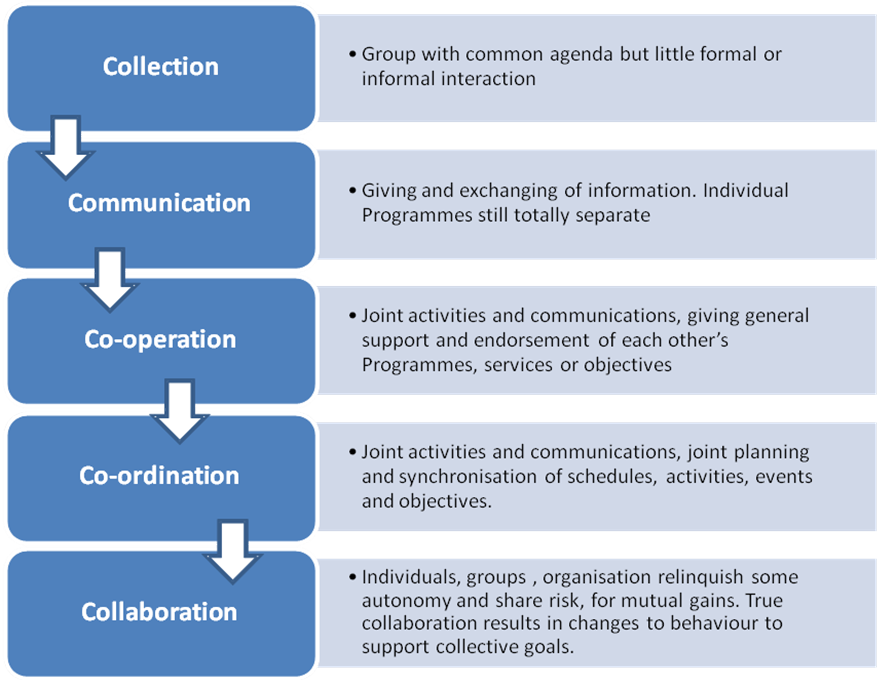 Collection
• Group with common agenda but little formal or
informal interaction
Communication
• Giving and exchanging of information. Individual
Programmes still totally separate
Co-operation
• Joint activities and communications, giving general
support and endorsement of each other's
Programmes, services or objectives
Co-ordination
• Joint activities and communications, joint planning
and synchronisation of schedules, activities, events
and objectives.
Collaboration
• Individuals, groups , organisation relinquish some
autonomy and share risk, for mutual gains. True
collaboration results in changes to behaviour to
support collective goals.